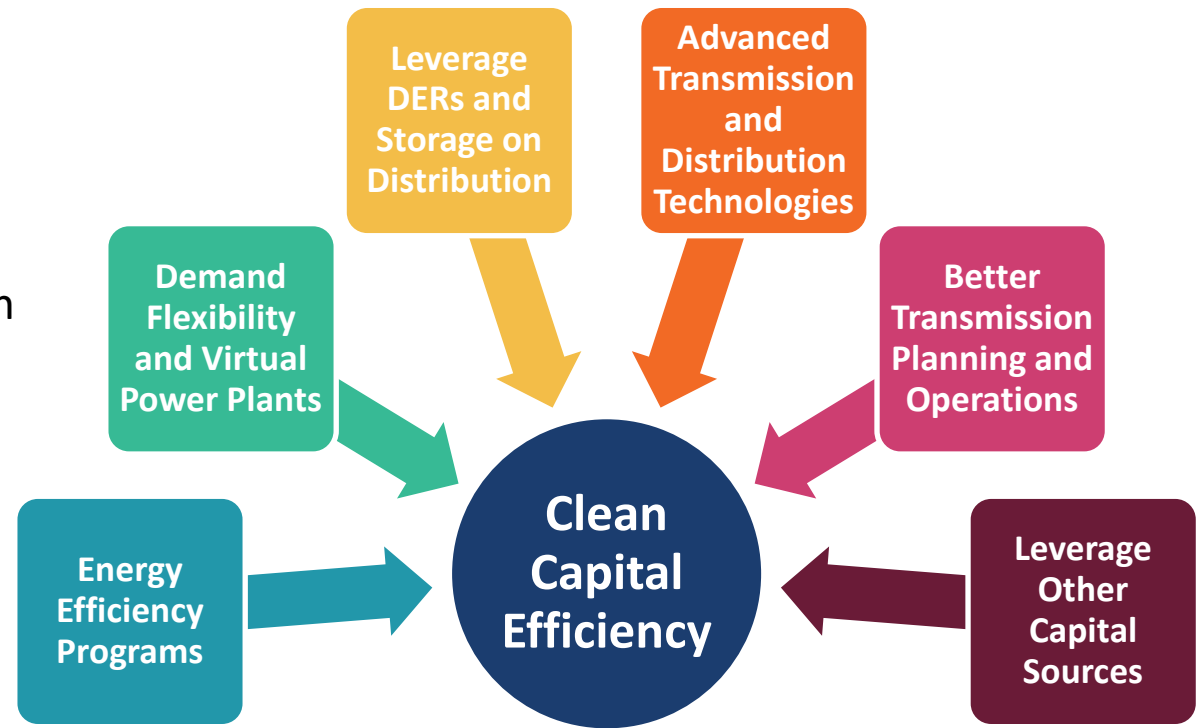 Leverage
DERs and
Storage on
Distribution
Advanced
Transmission
and
Distribution
Technologies
Demand
Flexibility
and Virtual
Power Plants
Better
Transmission
Planning and
Operations
Energy
Efficiency
Programs
Clean
Capital
Efficiency
Leverage
Other
Capital
Sources